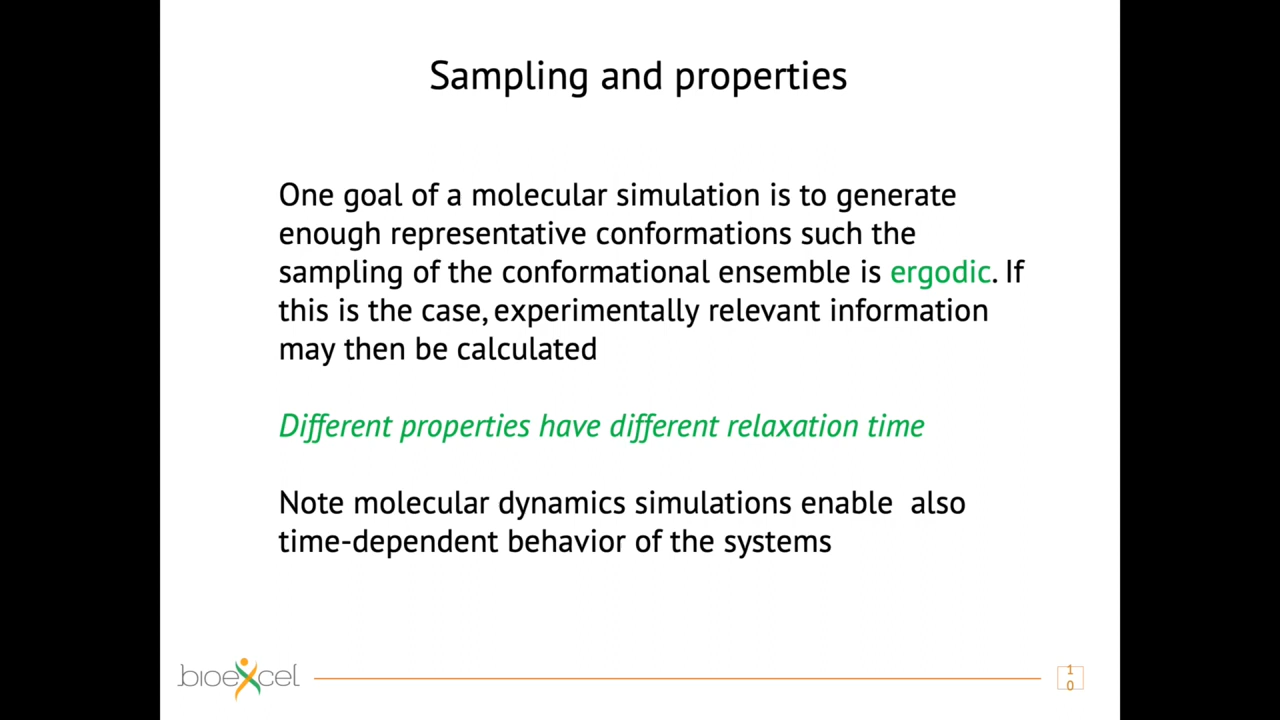 Sampling and properties
One goal of a molecular simulation is to generate
enough representative conformations such the
sampling of the conformational ensemble is ergodic. If
this is the case, experimentally relevant information
may then be calculated
Different properties have different relaxation time
Note molecular dynamics simulations enable  also
time-dependent behavior of the systems
bioexcel
1
0